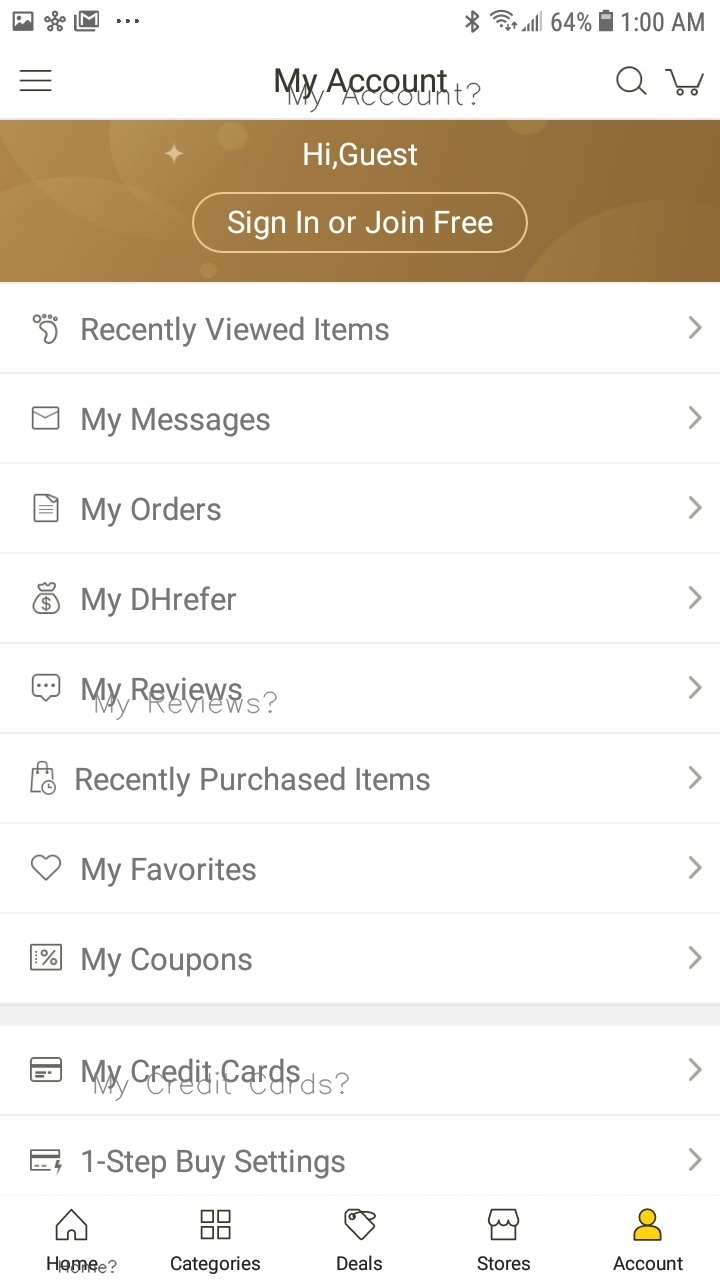 64% 1:00 AM
My Account
My Account?
Hi,Guest
Sign In or Join Free
Recently Viewed Items
My Messages
My Orders
My DHrefer
My Reviews
My Reviews?
Recently Purchased Items
My Favorites
My Coupons
My Credit Cards
My Credit Cards?
1-Step Buy Settings
Home Categories Deals Stores Account
Home?